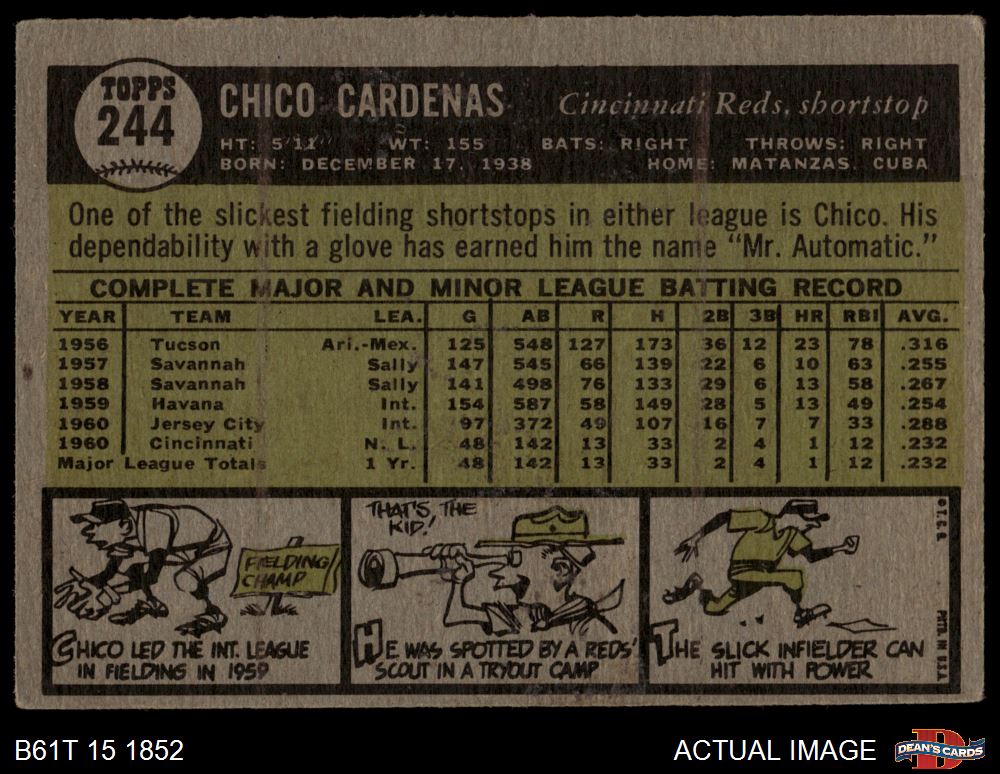 TOPPS
244
CHICO CARDENAS Cincinnati Reds, shortstop
HT: 5'11" WT: 155 BATS: RIGHT THROWS: RIGHT
BORN: DECEMBER 17, 1938 HOME: MATANZAS, CUBA
One of the slickest fielding shortstops in either league is Chico. His
dependability with a glove has earned him the name "Mr. Automatic."
COMPLETE MAJOR AND MINOR LEAGUE BATTING RECORD
YEAR TEAM LEA. G AB R H 2B 3B HR RBI AVG.
1956 Tucson Ari.-Mex. 125 548 127 173 36 12 23 78 .316
1957 Savannah Sally 147 545 66 139 22 6 10 63 .255
1958 Savannah Sally 141 498 76 133 29 6 13 58 .267
1959 Havana Int. 154 587 58 149 28 5 13 49 .254
1960 Jersey City Int. 97 372 49 107 16 7 7 33 .288
1960 Cincinnati N. L. 48 142 13 33 2 4 1 12 .232
Major League Totals 1 Yr. 48 142 13 33 2 4 1 12 .232
FIELDING
CHAMP
CHICO LED THE INT. LEAGUE
IN FIELDING IN 1959
THAT'S THE
KID!
HE WAS SPOTTED BY A REDS'
SCOUT IN A TRYOUT CAMP
THE SLICK INFIELDER CAN
HIT WITH POWER
© T.C.G. PRTD. IN U.S.A.
B61T 15 1852 ACTUAL IMAGE
DEAN'S CARDS